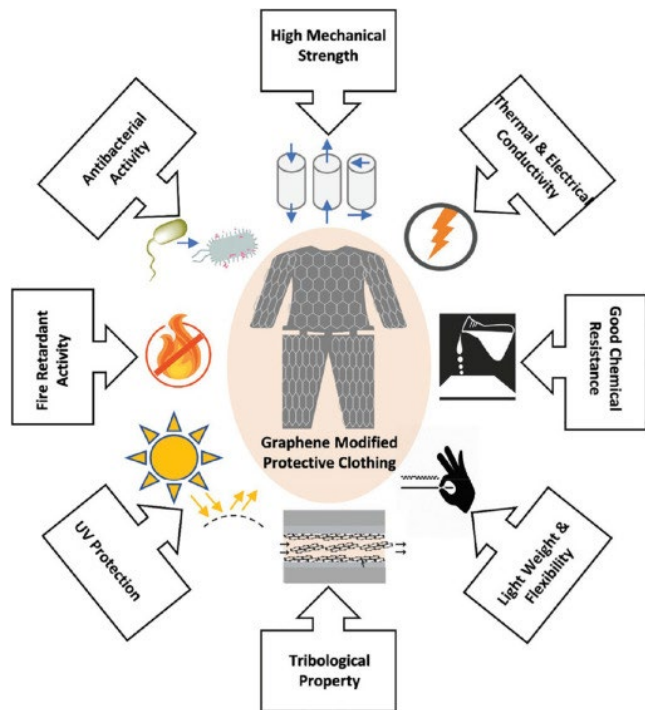 High Mechanical
Strength
Thermal & Electrical
Conductivity
Good Chemical
Resistance
Light Weight &
Flexibility
Tribological
Property
UV Protection
Fire Retardant
Activity
Antibacterial
Activity
Graphene Modified
Protective Clothing